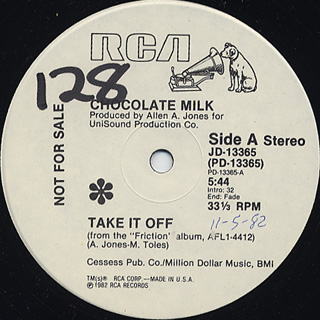 RCA
128
NOT FOR SALE
CHOCOLATE MILK
Produced by Allen A. Jones for
UniSound Production Co.
Side A Stereo
JD-13365
(PD-13365)
PD-13365-A
5:44
Intro: 32
End: Fade
33⅓ RPM
11-5-82
TAKE IT OFF
(from the "Friction' album, AFL1-4412)
(A. Jones-M. Toles)
Cessess Pub. Co./Million Dollar Music, BMI
TM(s)® RCA CORP.—MADE IN U.S.A.
Ⓟ 1982 RCA RECORDS